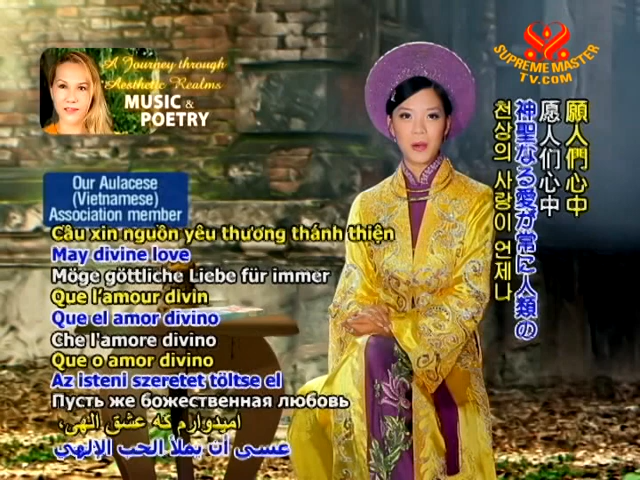 A Journey through
Aesthetic Realms
MUSIC &
POETRY
SUPREME MASTER
TV.COM
Our Aulacese
(Vietnamese)
Association member
Cầu xin nguồn yêu thương thánh thiện
May divine love
Möge göttliche Liebe für immer
Que l'amour divin
Que el amor divino
Che l'amore divino
Que o amor divino
Az isteni szeretet töltse el
Пусть же божественная любовь
امیدوارم که عشق الهی،
عسى أن يملأ الحب الإلهي
願人們心中
愿人们心中
神聖なる愛が常に人類の
천상의 사랑이 언제나